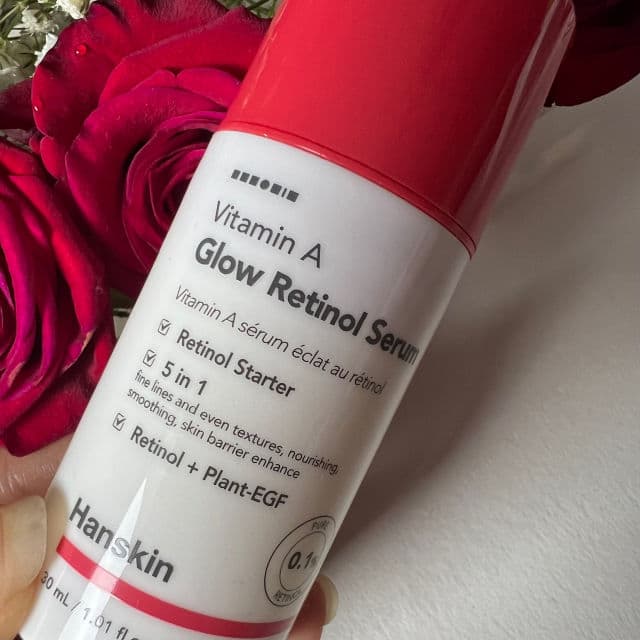 Vitamin A
Glow Retinol Serum
Vitamin A sérum éclat au rétinol
Retinol Starter
5 in 1
fine lines and even textures, nourishing,
smoothing, skin barrier enhance
Retinol + Plant-EGF
Hanskin
PURE
0.1%
30 mL / 1.01 fl